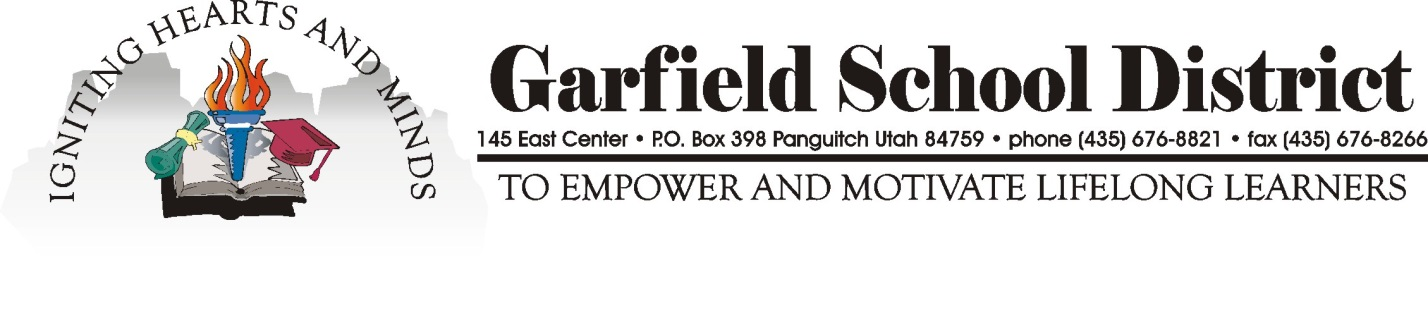 IGNITING HEARTS AND MINDS
Garfield School District
145 East Center • P.O. Box 398 Panguitch Utah 84759 • phone (435) 676-8821 • fax (435) 676-8266
TO EMPOWER AND MOTIVATE LIFELONG LEARNERS